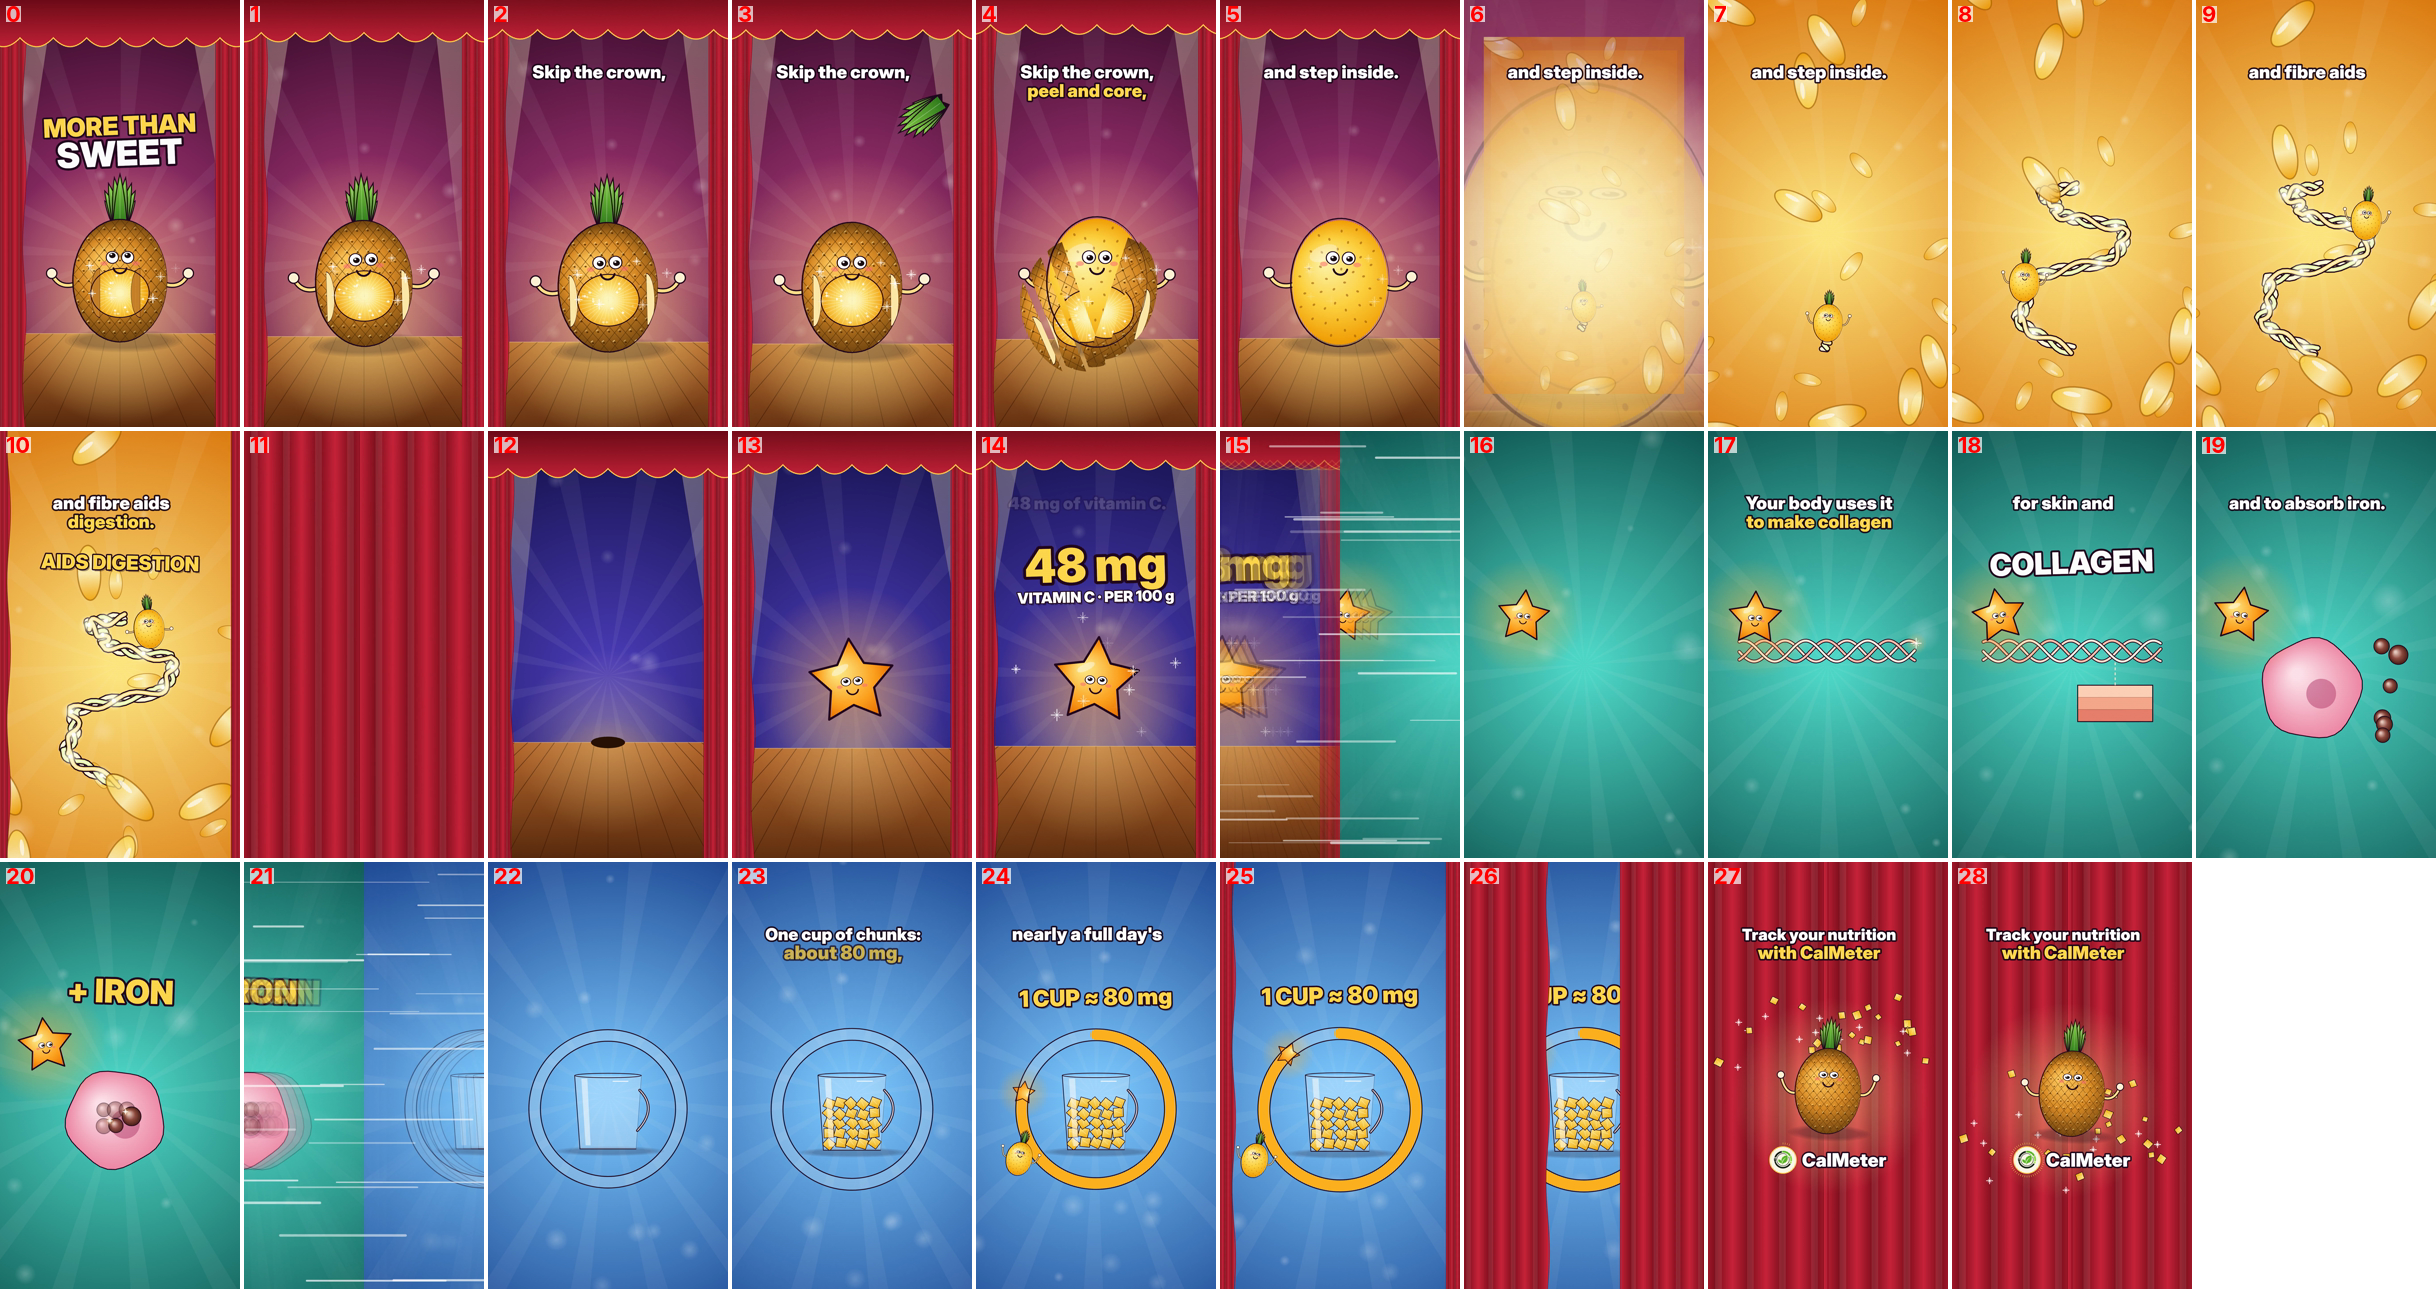 0
MORE THAN
SWEET
1
2
Skip the crown,
3
Skip the crown,
4
Skip the crown,
peel and core,
5
and step inside.
6
and step inside.
7
and step inside.
8
9
and fibre aids
10
and fibre aids
digestion.
AIDS DIGESTION
11
12
13
14
48 mg of vitamin C.
48 mg
VITAMIN C · PER 100 g
15
mg
PER 100 g
16
17
Your body uses it
to make collagen
18
for skin and
COLLAGEN
19
and to absorb iron.
20
+ IRON
21
RON
22
23
One cup of chunks:
about 80 mg,
24
nearly a full day's
1 CUP ≈ 80 mg
25
1 CUP ≈ 80 mg
26
UP ≈ 80
27
Track your nutrition
with CalMeter
CalMeter
28
Track your nutrition
with CalMeter
CalMeter